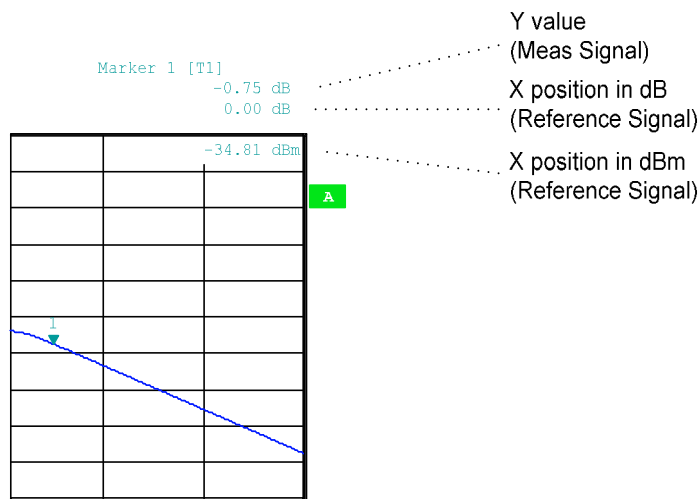 Marker 1 [T1]
-0.75 dB
0.00 dB
-34.81 dBm
A
1
Y value
(Meas Signal)
X position in dB
(Reference Signal)
X position in dBm
(Reference Signal)